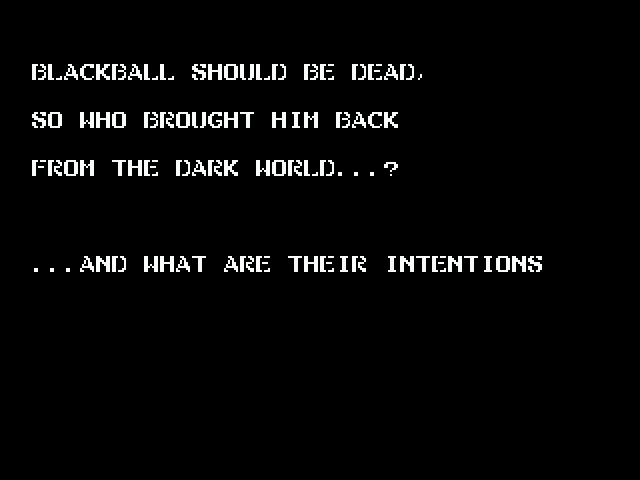 BLACKBALL SHOULD BE DEAD,
SO WHO BROUGHT HIM BACK
FROM THE DARK WORLD...?
...AND WHAT ARE THEIR INTENTIONS